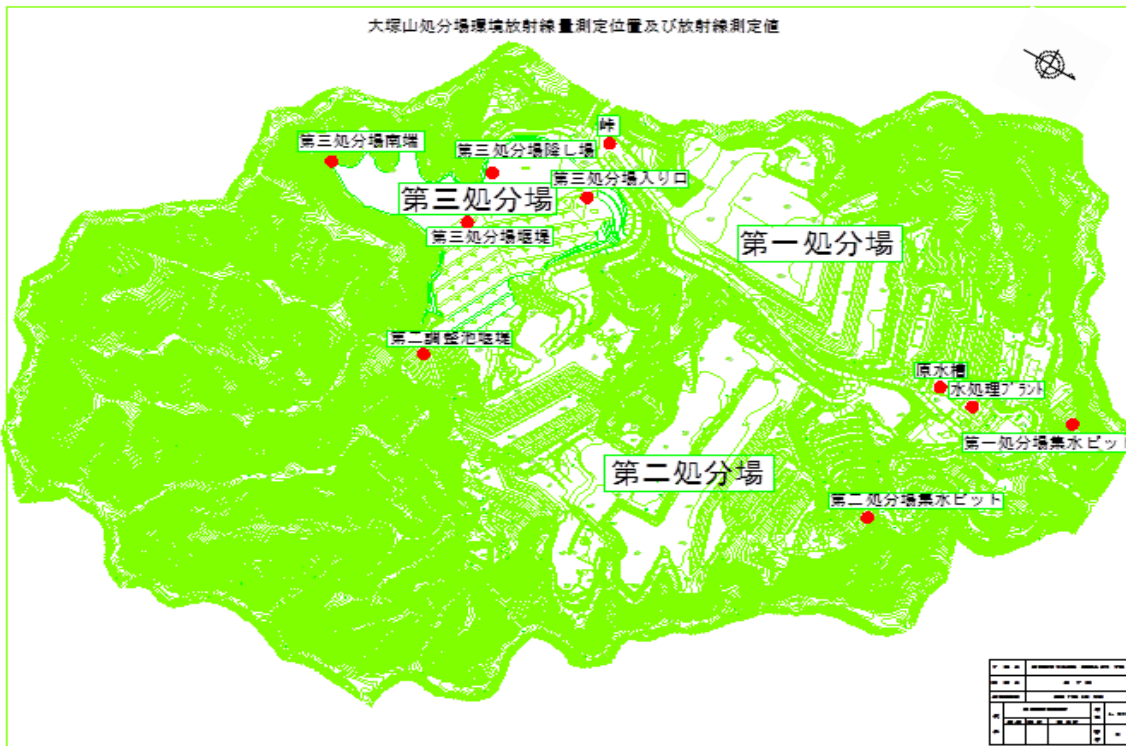 大塚山処分場環境放射線量測定位置及び放射線測定値
峠
第三処分場南端
第三処分場降し場
第三処分場入り口
第三処分場
第三処分場堰堤
第一処分場
第二調整池堰堤
原水槽
水処理プラント
第一処分場集水ピット
第二処分場
第二処分場集水ピット